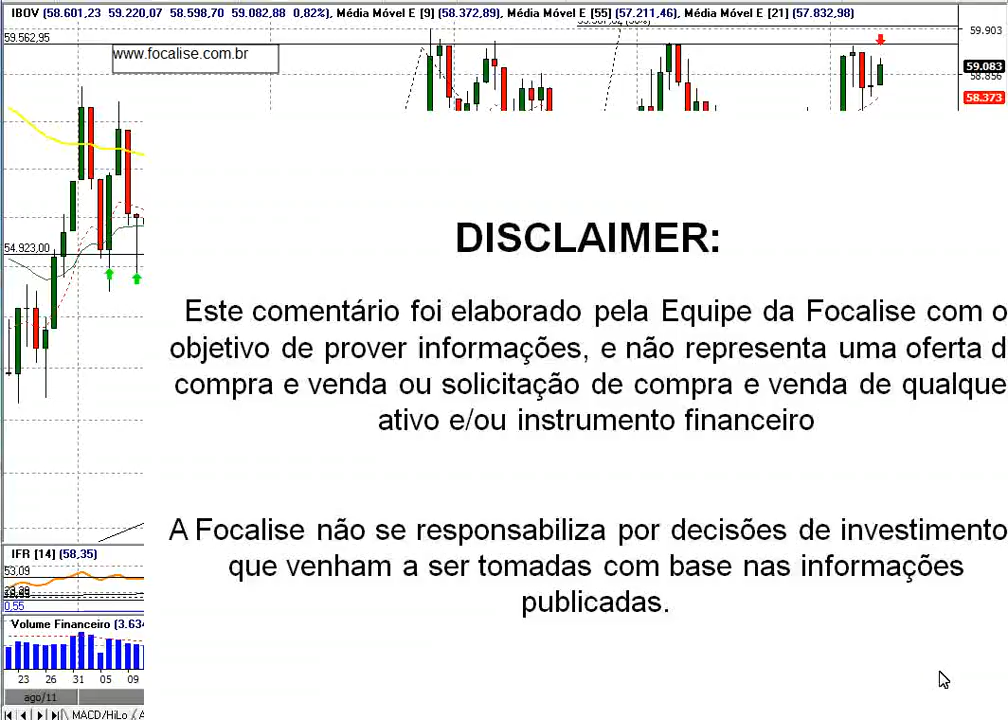 IBOV (58.601,23 59.220,07 58.598,70 59.082,88 0,82%), Média Móvel E [9] (58.372,89), Média Móvel E [55] (57.211,46), Média Móvel E [21] (57.832,98)
59.903
59.562,95
www.focalise.com.br
59.083
58.856
58.373
54.923,00
DISCLAIMER:
Este comentário foi elaborado pela Equipe da Focalise com o
objetivo de prover informações, e não representa uma oferta d
compra e venda ou solicitação de compra e venda de qualque
ativo e/ou instrumento financeiro
A Focalise não se responsabiliza por decisões de investimento
que venham a ser tomadas com base nas informações
publicadas.
IFR [14] (58,35)
53,09
0,55
Volume Financeiro (3.634
23 26 31 05 09
ago/11
MACD/HiLo